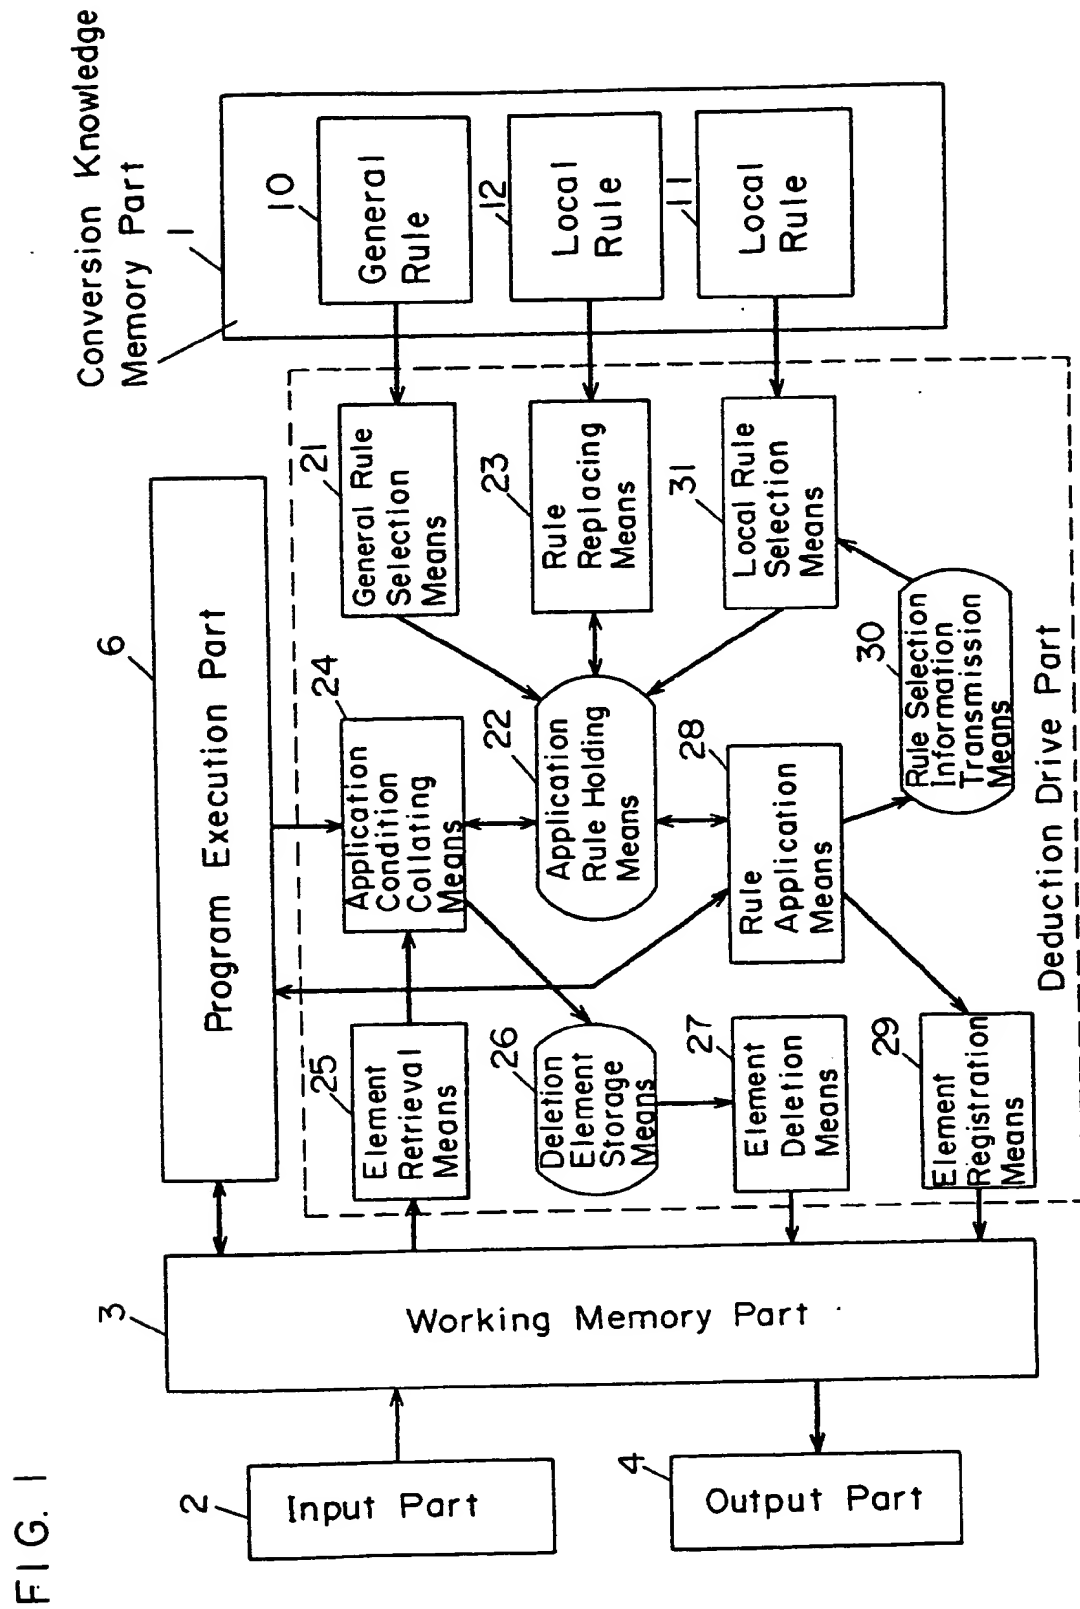 FIG. 1
Conversion Knowledge
Memory Part
1
10
General
Rule
12
Local
Rule
11
Local
Rule
6
Program Execution Part
21
General Rule
Selection
Means
23
Rule
Replacing
Means
31
Local Rule
Selection
Means
24
Application
Condition
Collating
Means
22
Application
Rule Holding
Means
28
Rule
Application
Means
30
Rule Selection
Information
Transmission
Means
25
Element
Retrieval
Means
26
Deletion
Element
Storage
Means
27
Element
Deletion
Means
29
Element
Registration
Means
Deduction Drive Part
3
Working Memory Part
2
Input Part
4
Output Part